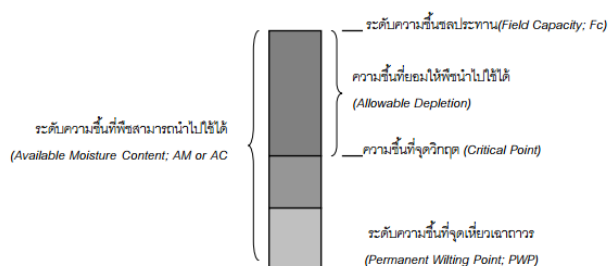 ระดับความชื้นชลประทาน(Field Capacity; Fc)
ความชื้นที่ยอมให้พืชนำไปใช้ได้
(Allowable Depletion)
ระดับความชื้นที่พืชสามารถนำไปใช้ได้
(Available Moisture Content; AM or AC
ความชื้นที่จุดวิกฤต (Critical Point)
ระดับความชื้นที่จุดเหี่ยวเฉาถาวร
(Permanent Wilting Point; PWP)